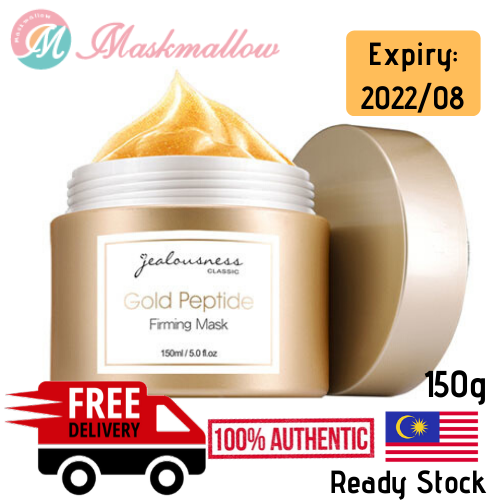 maskmallow
M
Maskmallow
Expiry:
2022/08
jealousness
CLASSIC
Gold Peptide
Firming Mask
150ml / 5.0 fl.oz
150g
FREE
DELIVERY
100% AUTHENTIC
Ready Stock